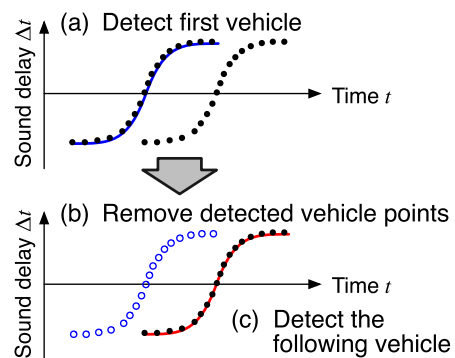 (a) Detect first vehicle
Sound delay Δt
Time t
(b) Remove detected vehicle points
Sound delay Δt
Time t
(c) Detect the
following vehicle